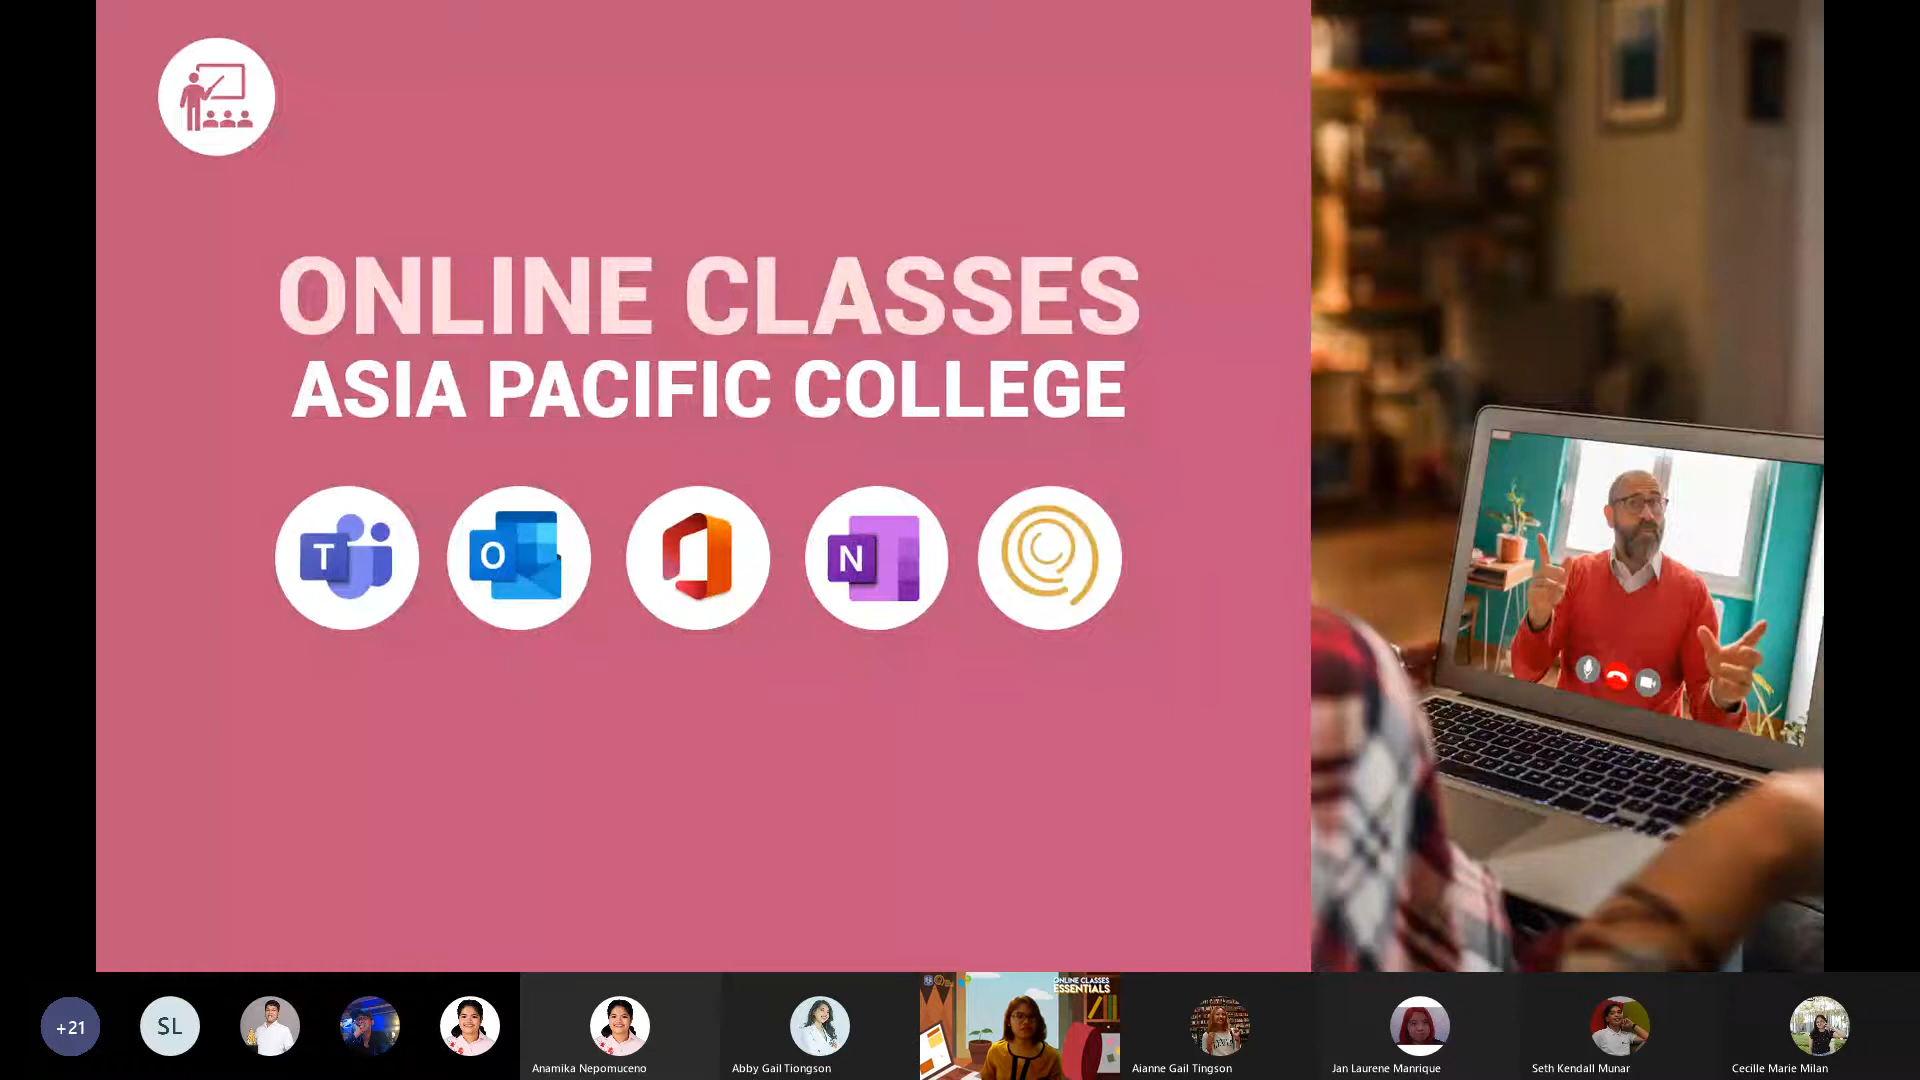 ONLINE CLASSES
ASIA PACIFIC COLLEGE
T
O
N
+21
SL
ONLINE CLASSES
ESSENTIALS
Anamika Nepomuceno
Abby Gail Tiongson
Aianne Gail Tingson
Jan Laurene Manrique
Seth Kendall Munar
Cecille Marie Milan